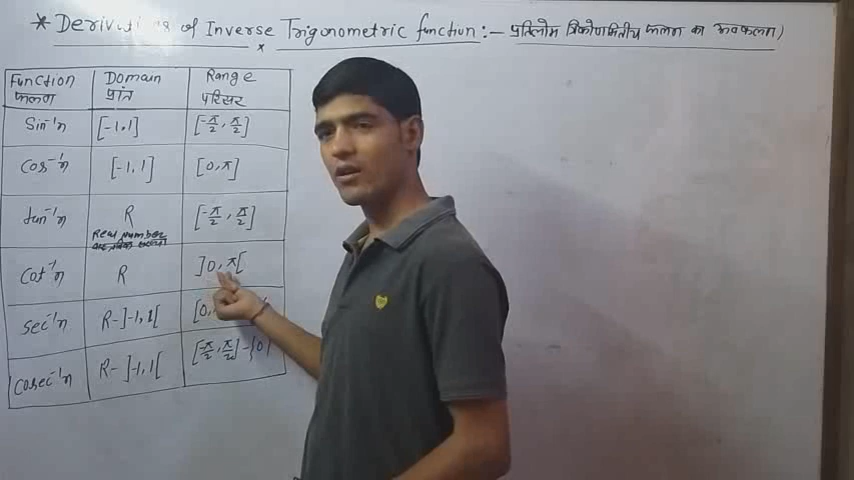 * Derivatives of Inverse Trigonometric function :- प्रतिलोम त्रिकोणमितीय फलन का अवकलन)
Function Domain Range
फलन प्रांत परिसर
Sin⁻¹x [-1,1] [-π/2, π/2]
Cos⁻¹x [-1,1] [0,π]
tan⁻¹x R [-π/2, π/2]
Real Number
Cot⁻¹x R ]0,π[
sec⁻¹x R-]-1,1[ [0,
Cosec⁻¹x R-]-1,1[ [-π/2, π/2]-{0}